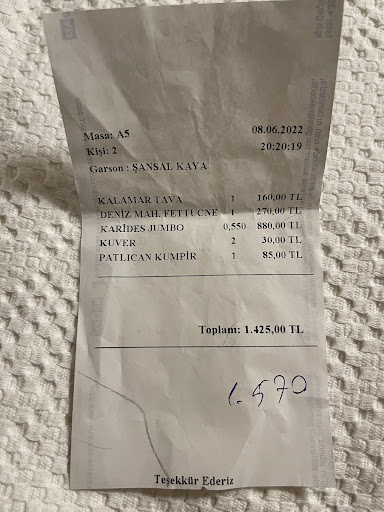 Masa: A5 08.06.2022
Kişi: 2 20:20:19
Garson : ŞANSAL KAYA
KALAMAR TAVA 1 160,00 TL
DENİZ MAH. FETTUCNE 1 270,00 TL
KARİDES JUMBO 0,550 880,00 TL
KUVER 2 30,00 TL
PATLICAN KUMPİR 1 85,00 TL
Toplam: 1.425,00 TL
1.570
Teşekkür Ederiz